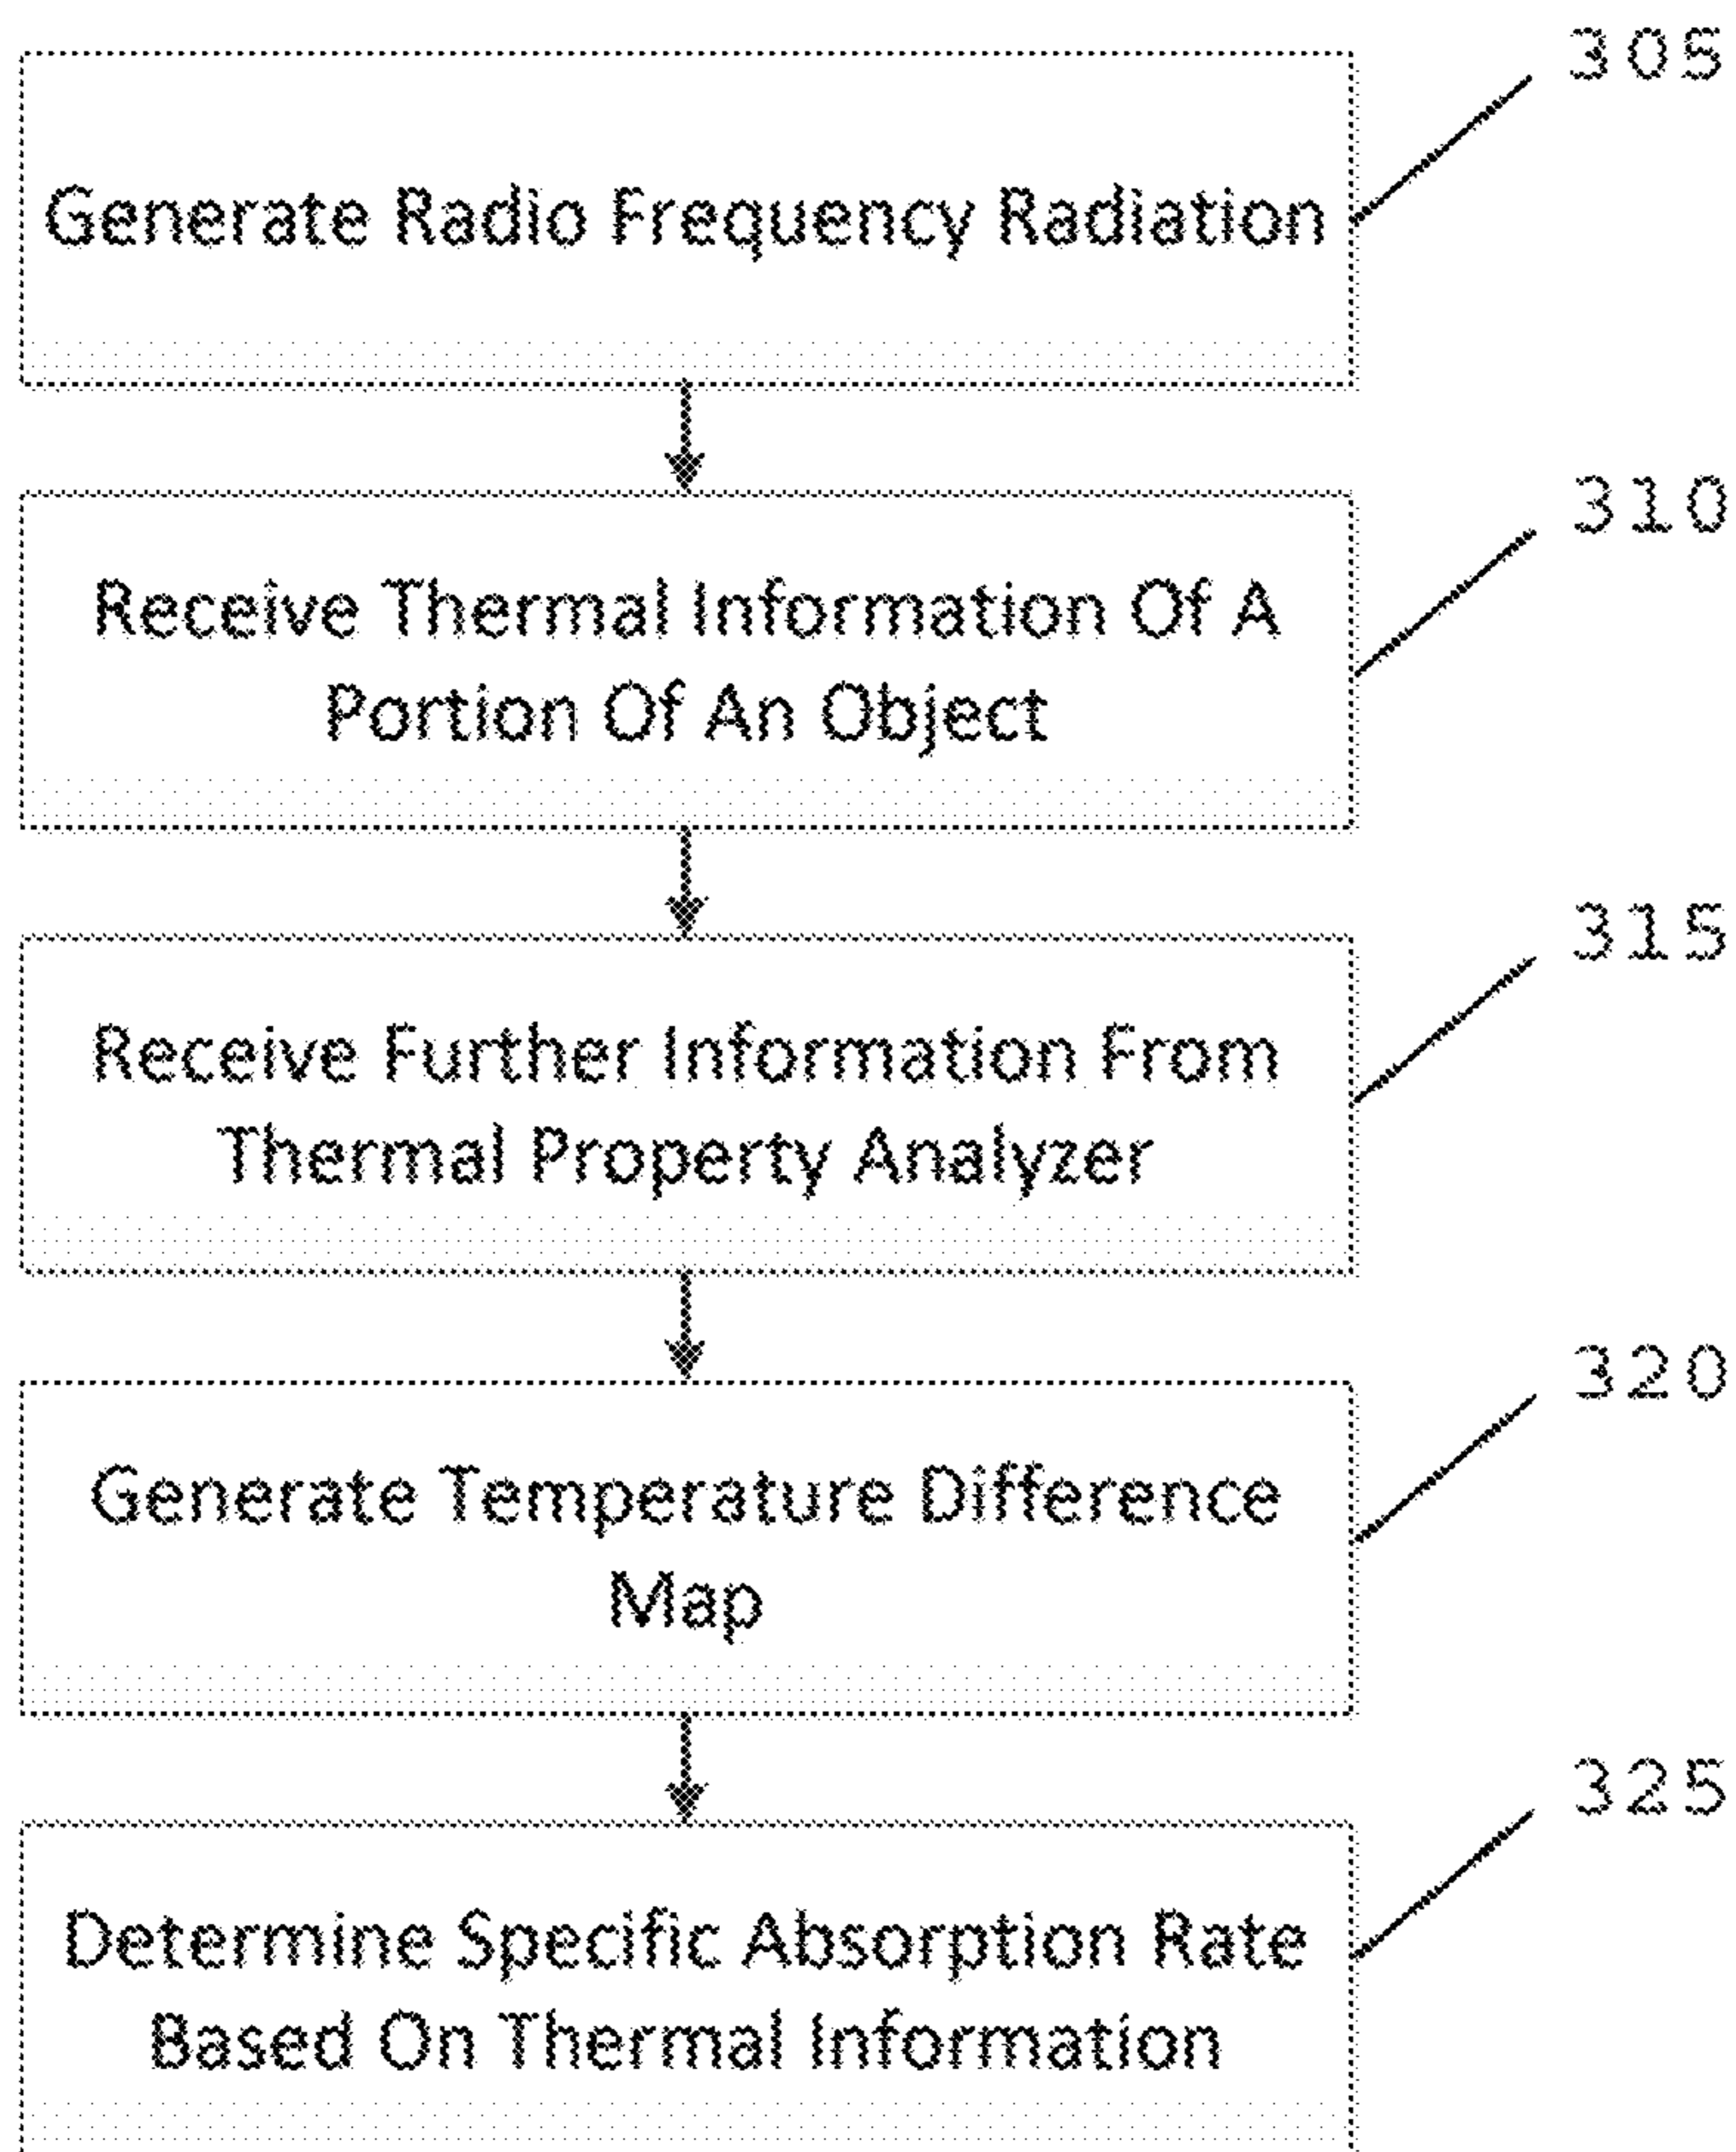 305
Generate Radio Frequency Radiation
310
Receive Thermal Information Of A
Portion Of An Object
315
Receive Further Information From
Thermal Property Analyzer
320
Generate Temperature Difference
Map
325
Determine Specific Absorption Rate
Based On Thermal Information